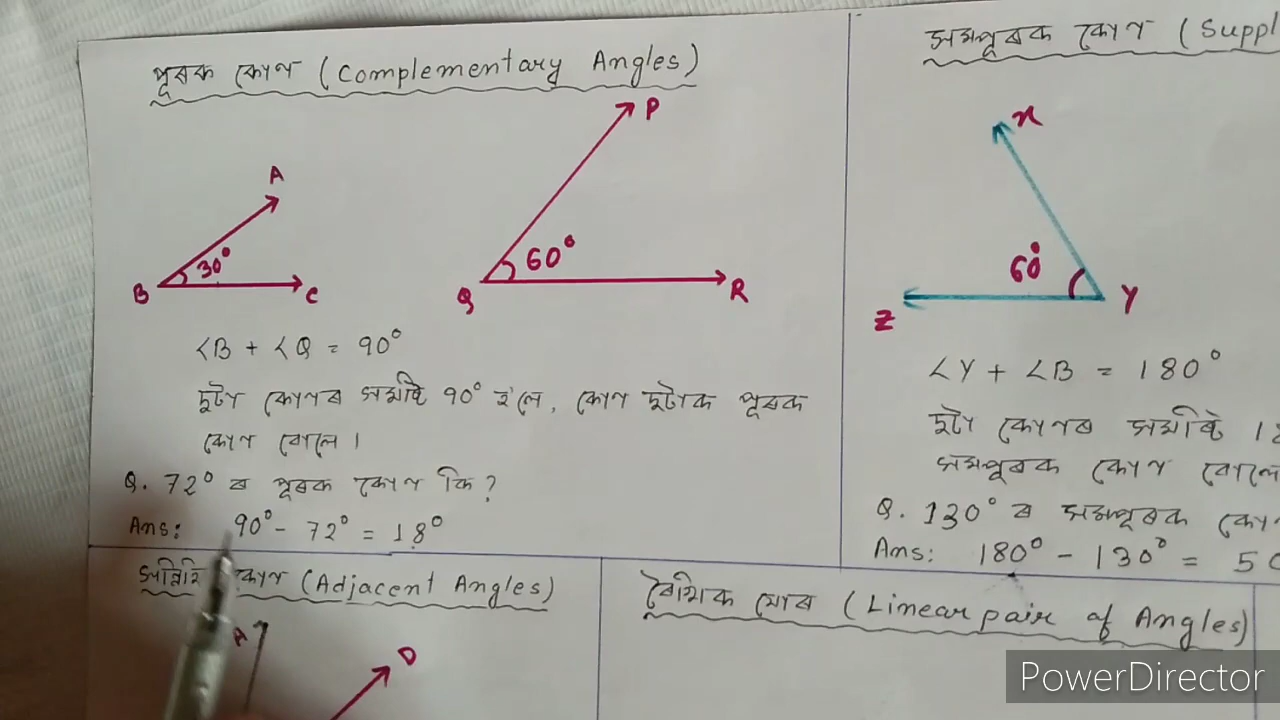 পূৰক কোণ (Complementary Angles)
A
30°
B
C
P
60°
Q
R
∠B + ∠Q = 90°
দুটা কোণৰ সমষ্টি 90° হ'লে, কোণ দুটাক পূৰক
কোণ বোলে।
Q. 72° ৰ পূৰক কোণ কি?
Ans: 90° - 72° = 18°
সম্পূৰক কোণ (Suppl
X
60°
Z
Y
∠Y + ∠B = 180°
দুটা কোণৰ সমষ্টি 18
সম্পূৰক কোণ বোলে
Q. 130° ৰ সম্পূৰক কো
Ans: 180° - 130° = 50
কোণ (Adjacent Angles)
A
D
ৰৈখিক যোৰ (Linear pair of Angles)
PowerDirector